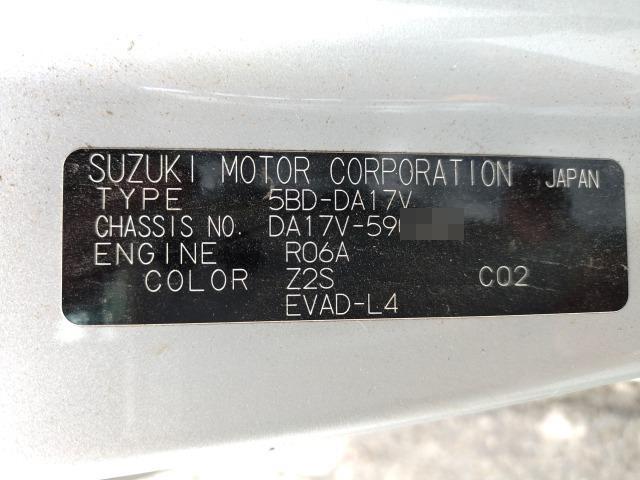 SUZUKI MOTOR CORPORATION JAPAN
TYPE 5BD-DA17V
CHASSIS NO. DA17V-59
ENGINE R06A
COLOR Z2S C02
EVAD-L4